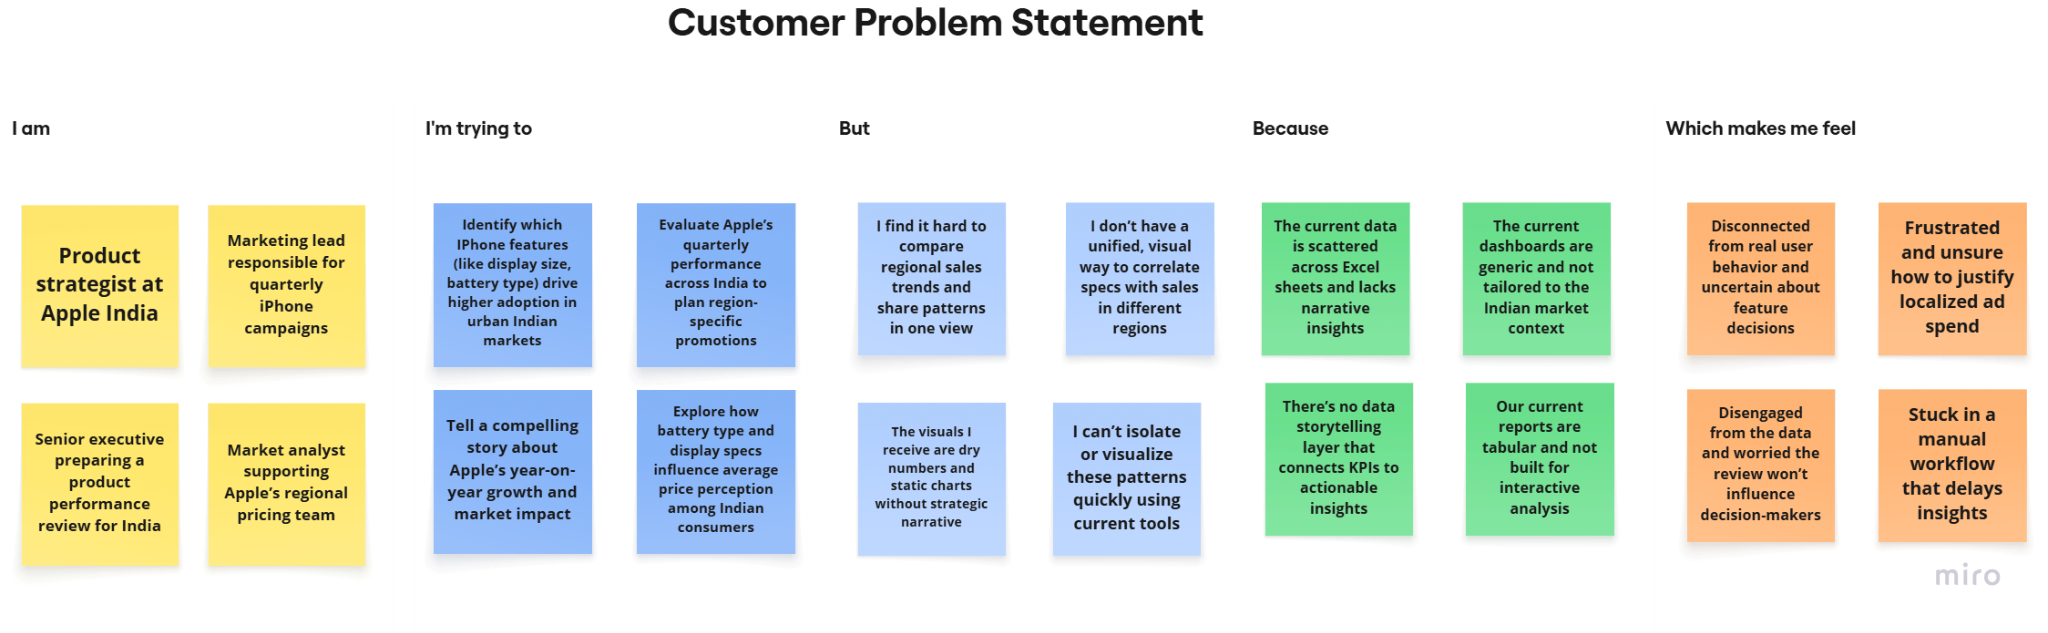 Customer Problem Statement
I am
I'm trying to
But
Because
Which makes me feel
Product
strategist at
Apple India
Marketing lead
responsible for
quarterly
iPhone
campaigns
Identify which
IPhone features
(like display size,
battery type) drive
higher adoption in
urban Indian
markets
Evaluate Apple’s
quarterly
performance
across India to
plan region-
specific
promotions
I find it hard to
compare
regional sales
trends and
share patterns
in one view
I don’t have a
unified, visual
way to correlate
specs with sales
in different
regions
The current data
is scattered
across Excel
sheets and lacks
narrative
insights
The current
dashboards are
generic and not
tailored to the
Indian market
context
Disconnected
from real user
behavior and
uncertain about
feature
decisions
Frustrated
and unsure
how to justify
localized ad
spend
Senior executive
preparing a
product
performance
review for India
Market analyst
supporting
Apple’s regional
pricing team
Tell a compelling
story about
Apple’s year-on-
year growth and
market impact
Explore how
battery type and
display specs
influence average
price perception
among Indian
consumers
The visuals I
receive are dry
numbers and
static charts
without strategic
narrative
I can’t isolate
or visualize
these patterns
quickly using
current tools
There’s no data
storytelling
layer that
connects KPIs to
actionable
insights
Our current
reports are
tabular and not
built for
interactive
analysis
Disengaged
from the data
and worried the
review won’t
influence
decision-makers
Stuck in a
manual
workflow
that delays
insights
miro